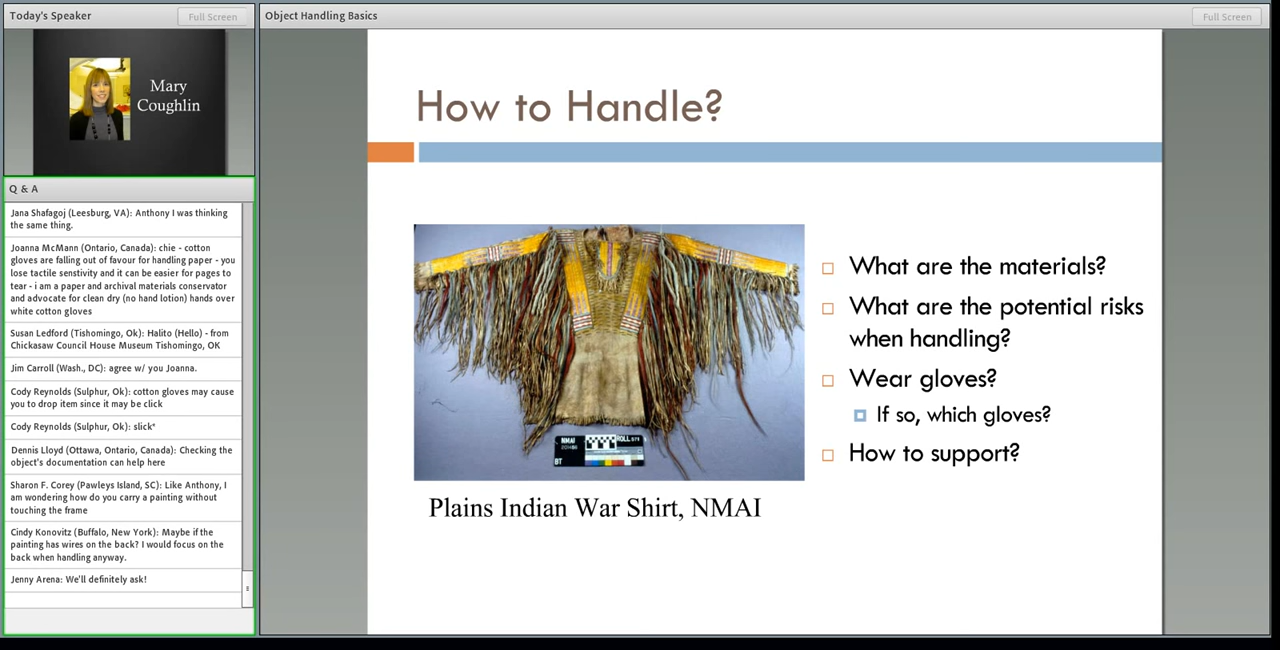 Today's Speaker
Full Screen
Mary
Coughlin
Q & A
Jana Shafagoj (Leesburg, VA): Anthony I was thinking
the same thing.
Joanna McMann (Ontario, Canada): chie - cotton
gloves are falling out of favour for handling paper - you
lose tactile senstivity and it can be easier for pages to
tear - i am a paper and archival materials conservator
and advocate for clean dry (no hand lotion) hands over
white cotton gloves
Susan Ledford (Tishomingo, Ok): Halito (Hello) - from
Chickasaw Council House Museum Tishomingo, OK
Jim Carroll (Wash., DC): agree w/ you Joanna.
Cody Reynolds (Sulphur, Ok): cotton gloves may cause
you to drop item since it may be click
Cody Reynolds (Sulphur, Ok): slick*
Dennis Lloyd (Ottawa, Ontario, Canada): Checking the
object's documentation can help here
Sharon F. Corey (Pawleys Island, SC): Like Anthony, I
am wondering how do you carry a painting without
touching the frame
Cindy Konovitz (Buffalo, New York): Maybe if the
painting has wires on the back? I would focus on the
back when handling anyway.
Jenny Arena: We'll definitely ask!
Object Handling Basics
Full Screen
How to Handle?
NMAI
BT
What are the materials?
What are the potential risks
when handling?
Wear gloves?
If so, which gloves?
How to support?
Plains Indian War Shirt, NMAI